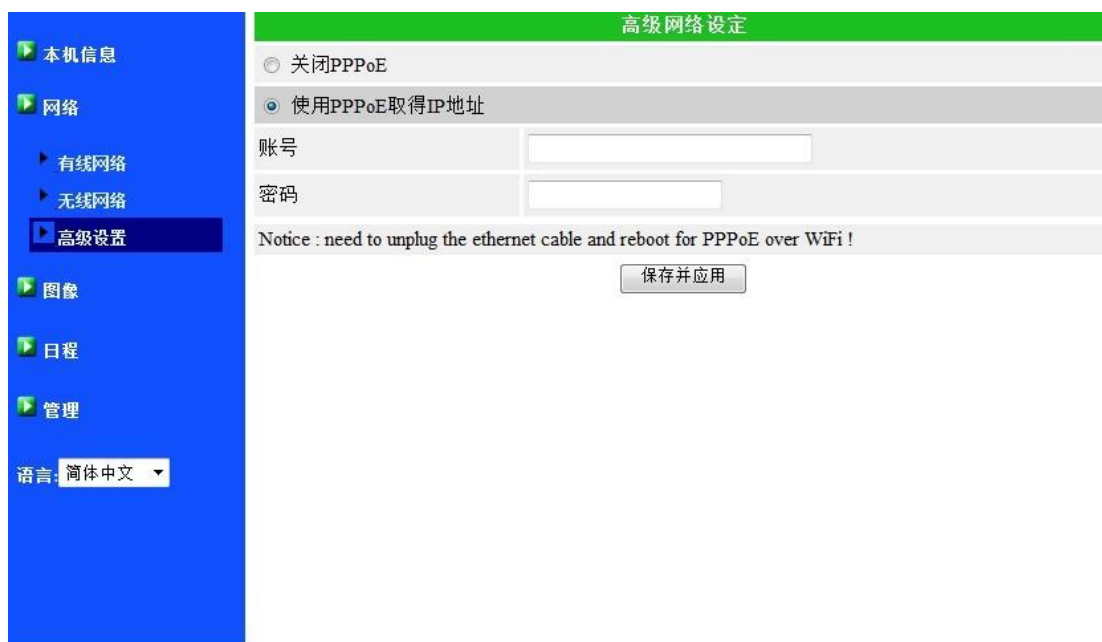 本机信息
网络
有线网络
无线网络
高级设置
图像
日程
管理
语言: 简体中文
高级网络设定
关闭PPPoE
使用PPPoE取得IP地址
账号
密码
Notice : need to unplug the ethernet cable and reboot for PPPoE over WiFi !
保存并应用